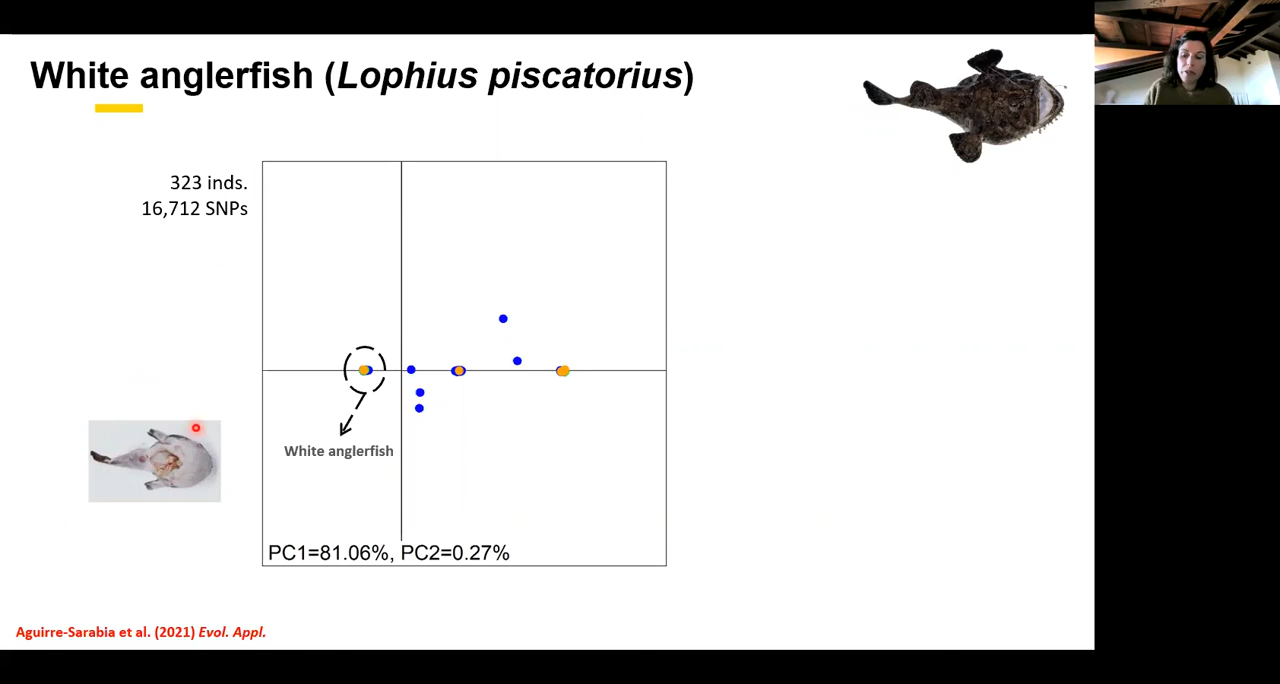 White anglerfish (Lophius piscatorius)
323 inds.
16,712 SNPs
White anglerfish
PC1=81.06%, PC2=0.27%
Aguirre-Sarabia et al. (2021) Evol. Appl.